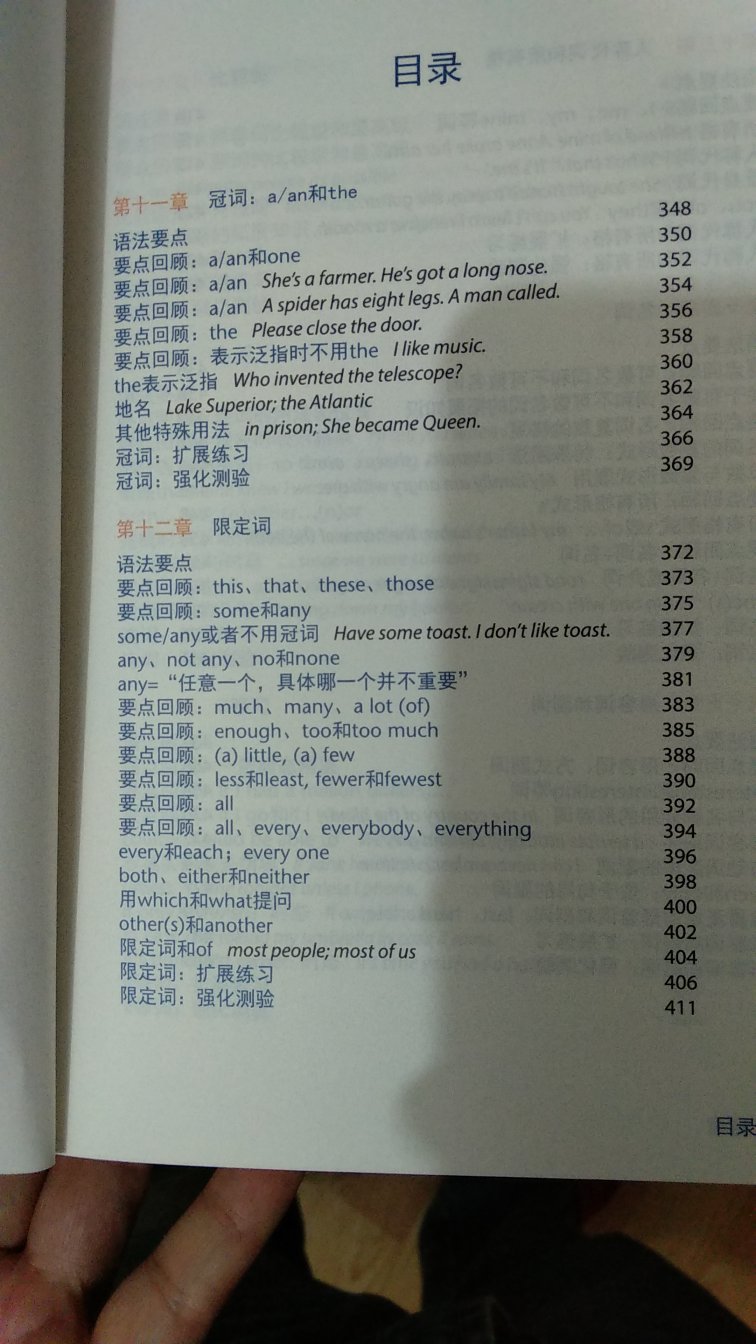 目录
第十一章 冠词：a/an和the
语法要点 348
要点回顾：a/an和one 350
要点回顾：a/an She's a farmer. He's got a long nose. 352
要点回顾：a/an A spider has eight legs. A man called. 354
要点回顾：the Please close the door. 356
要点回顾：表示泛指时不用the I like music. 358
the表示泛指 Who invented the telescope? 360
地名 Lake Superior; the Atlantic 362
其他特殊用法 in prison; She became Queen. 364
冠词：扩展练习 366
冠词：强化测验 369
第十二章 限定词
语法要点 372
要点回顾：this、that、these、those 373
要点回顾：some和any 375
some/any或者不用冠词 Have some toast. I don't like toast. 377
any、not any、no和none 379
any=“任意一个，具体哪一个并不重要” 381
要点回顾：much、many、a lot (of) 383
要点回顾：enough、too和too much 385
要点回顾：(a) little, (a) few 388
要点回顾：less和least, fewer和fewest 390
要点回顾：all 392
要点回顾：all、every、everybody、everything 394
every和each；every one 396
both、either和neither 398
用which和what提问 400
other(s)和another 402
限定词和of most people; most of us 404
限定词：扩展练习 406
限定词：强化测验 411
目录